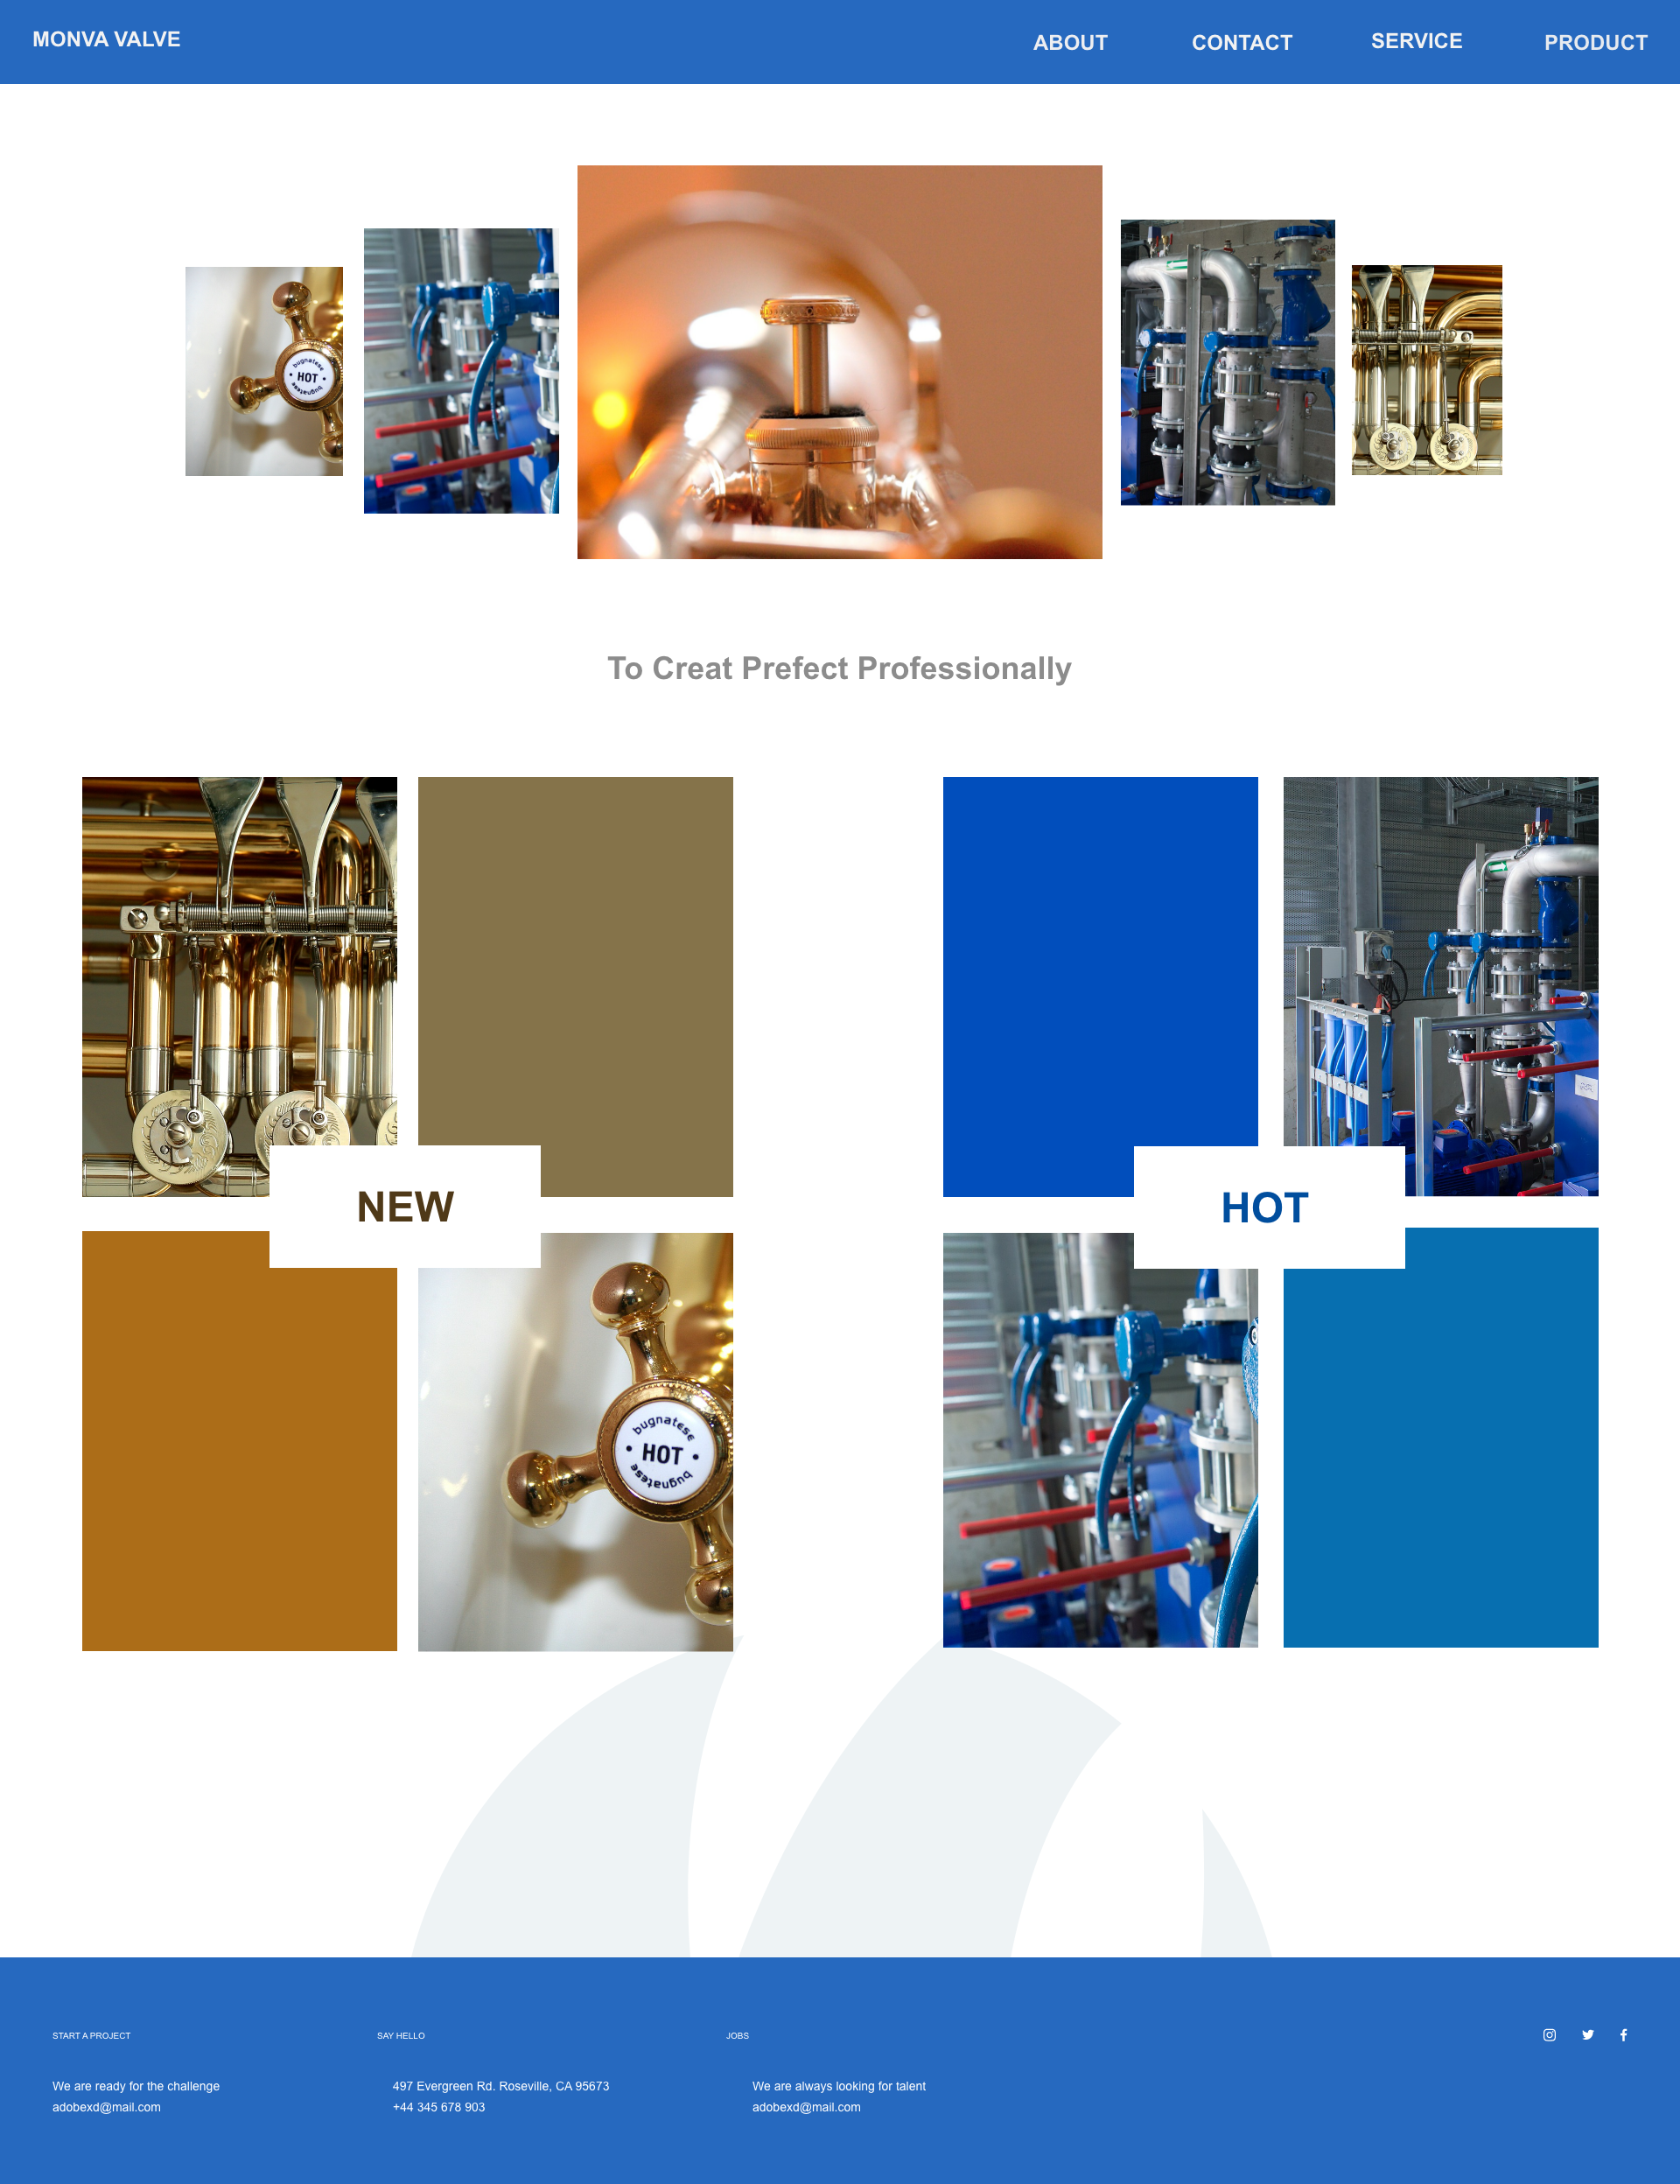 MONVA VALVE
ABOUT
CONTACT
SERVICE
PRODUCT
bugnatese
HOT
bugnatese
To Creat Prefect Professionally
NEW
HOT
bugnatese
HOT
bugnatese
START A PROJECT
SAY HELLO
JOBS
We are ready for the challenge
adobexd@mail.com
497 Evergreen Rd. Roseville, CA 95673
+44 345 678 903
We are always looking for talent
adobexd@mail.com